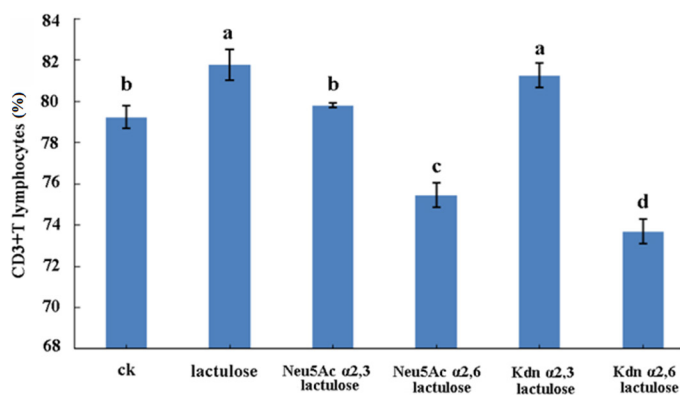 84
82
80
78
76
74
72
70
68
CD3+T lymphocytes (%)
b
a
b
c
a
d
ck
lactulose
Neu5Ac α2,3
lactulose
Neu5Ac α2,6
lactulose
Kdn α2,3
lactulose
Kdn α2,6
lactulose